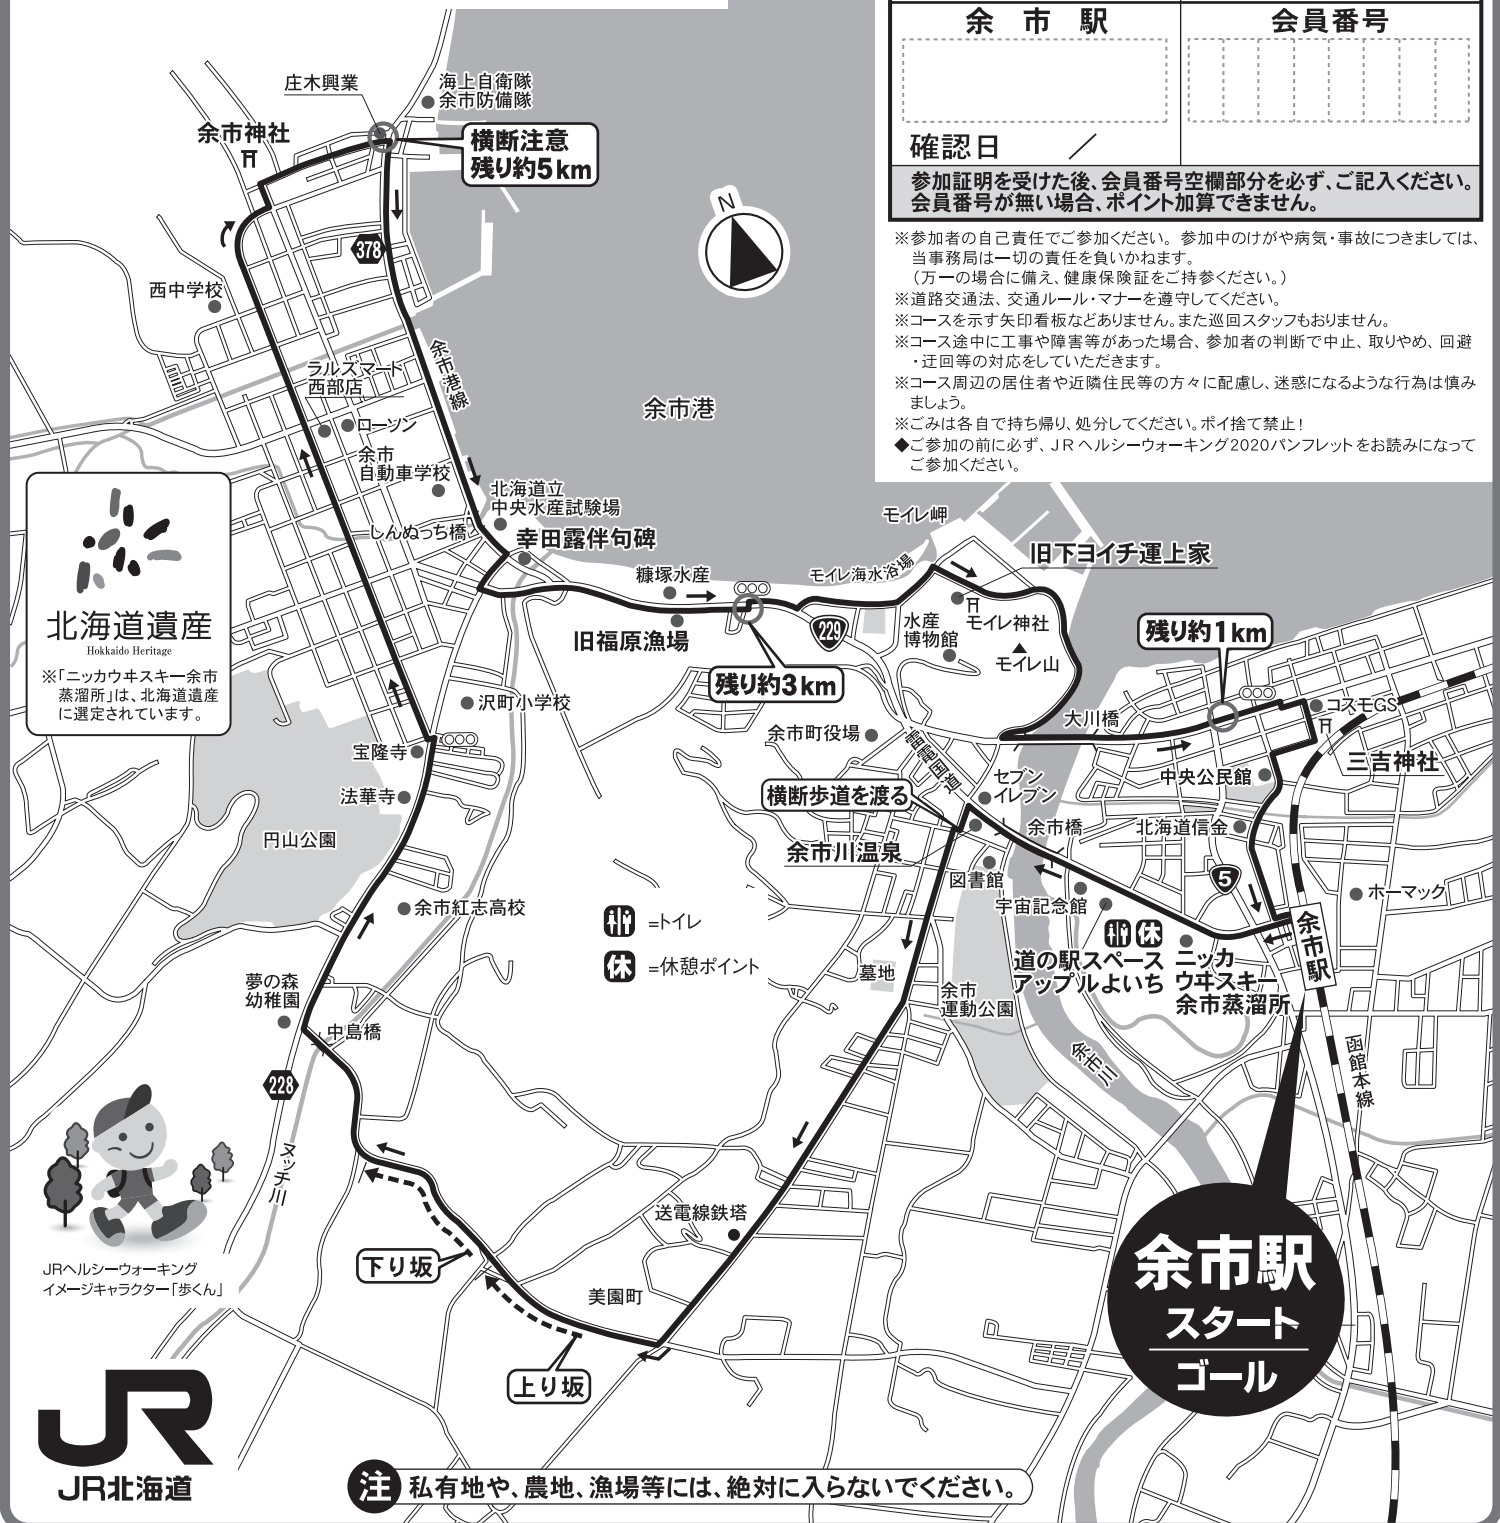 余市駅
会員番号
確認日 ／
参加証明を受けた後、会員番号空欄部分を必ず、ご記入ください。
会員番号が無い場合、ポイント加算できません。
※参加者の自己責任でご参加ください。参加中のけがや病気・事故につきましては、
当事務局は一切の責任を負いかねます。
（万一の場合に備え、健康保険証をご持参ください。）
※道路交通法、交通ルール・マナーを遵守してください。
※コースを示す矢印看板などありません。また巡回スタッフもおりません。
※コース途中に工事や障害等があった場合、参加者の判断で中止、取りやめ、回避
・迂回等の対応をしていただきます。
※コース周辺の居住者や近隣住民等の方々に配慮し、迷惑になるような行為は慎み
ましょう。
※ごみは各自で持ち帰り、処分してください。ポイ捨て禁止！
◆ご参加の前に必ず、JRヘルシーウォーキング2020パンフレットをお読みになって
ご参加ください。
庄木興業
海上自衛隊
余市防備隊
余市神社
横断注意
残り約5km
N
378
西中学校
余市港線
ラルズマート
西部店
ローソン
余市
自動車学校
余市港
北海道立
中央水産試験場
しんぬっち橋
幸田露伴句碑
モイレ岬
旧下ヨイチ運上家
モイレ海水浴場
糠塚水産
旧福原漁場
229
水産
博物館
モイレ神社
モイレ山
残り約3km
残り約1km
北海道遺産
Hokkaido Heritage
※「ニッカウヰスキー余市
蒸溜所」は、北海道遺産
に選定されています。
沢町小学校
余市町役場
大川橋
コスモGS
三吉神社
宝隆寺
法華寺
円山公園
雷電国道
セブン
イレブン
中央公民館
横断歩道を渡る
余市橋
北海道信金
余市川温泉
図書館
5
ホーマック
宇宙記念館
余市紅志高校
=トイレ
休
=休憩ポイント
休
道の駅スペース
アップルよいち
ニッカ
ウヰスキー
余市蒸溜所
余市駅
墓地
余市
運動公園
夢の森
幼稚園
中島橋
余市川
函館本線
228
ヌッチ川
送電線鉄塔
下り坂
美園町
上り坂
JRヘルシーウォーキング
イメージキャラクター「歩くん」
余市駅
スタート
ゴール
JR
JR北海道
注
私有地や、農地、漁場等には、絶対に入らないでください。